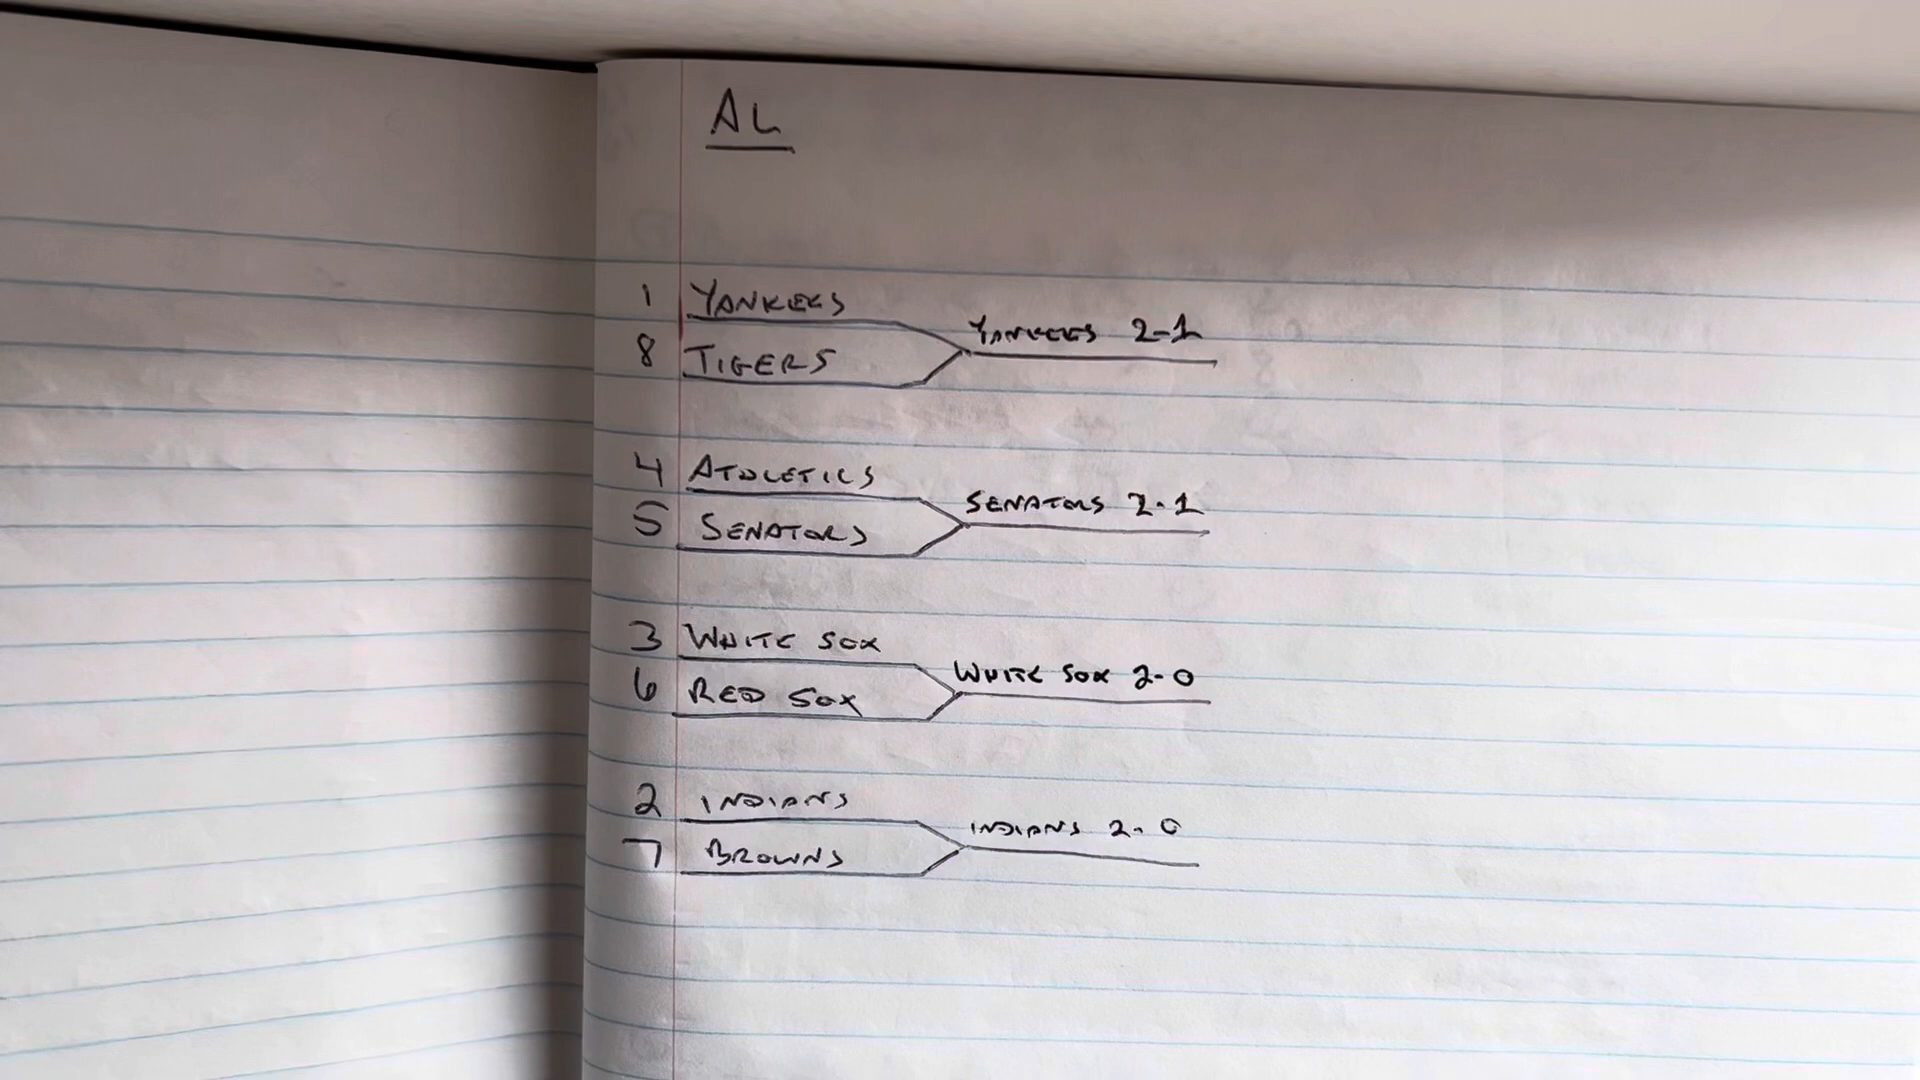 AL
1 YANKEES
YANKEES 2-1
8 TIGERS
4 ATHLETICS
SENATORS 2-1
5 SENATORS
3 WHITE SOX
WHITE SOX 2-0
6 RED SOX
2 INDIANS
INDIANS 2-0
7 BROWNS